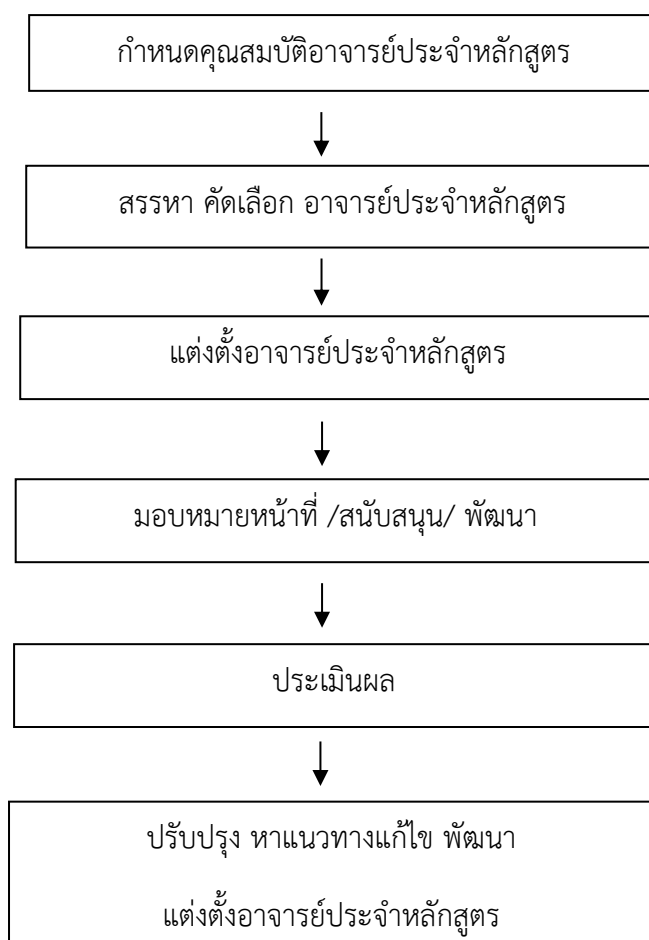 กำหนดคุณสมบัติอาจารย์ประจำหลักสูตร
สรรหา คัดเลือก อาจารย์ประจำหลักสูตร
แต่งตั้งอาจารย์ประจำหลักสูตร
มอบหมายหน้าที่ /สนับสนุน/ พัฒนา
ประเมินผล
ปรับปรุง หาแนวทางแก้ไข พัฒนา
แต่งตั้งอาจารย์ประจำหลักสูตร